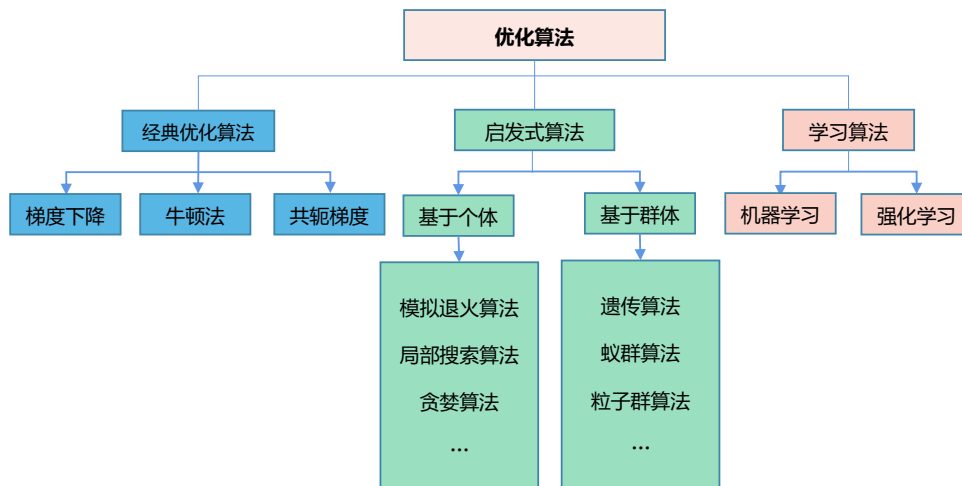 优化算法
经典优化算法
启发式算法
学习算法
梯度下降
牛顿法
共轭梯度
基于个体
基于群体
机器学习
强化学习
模拟退火算法
局部搜索算法
贪婪算法
...
遗传算法
蚁群算法
粒子群算法
...